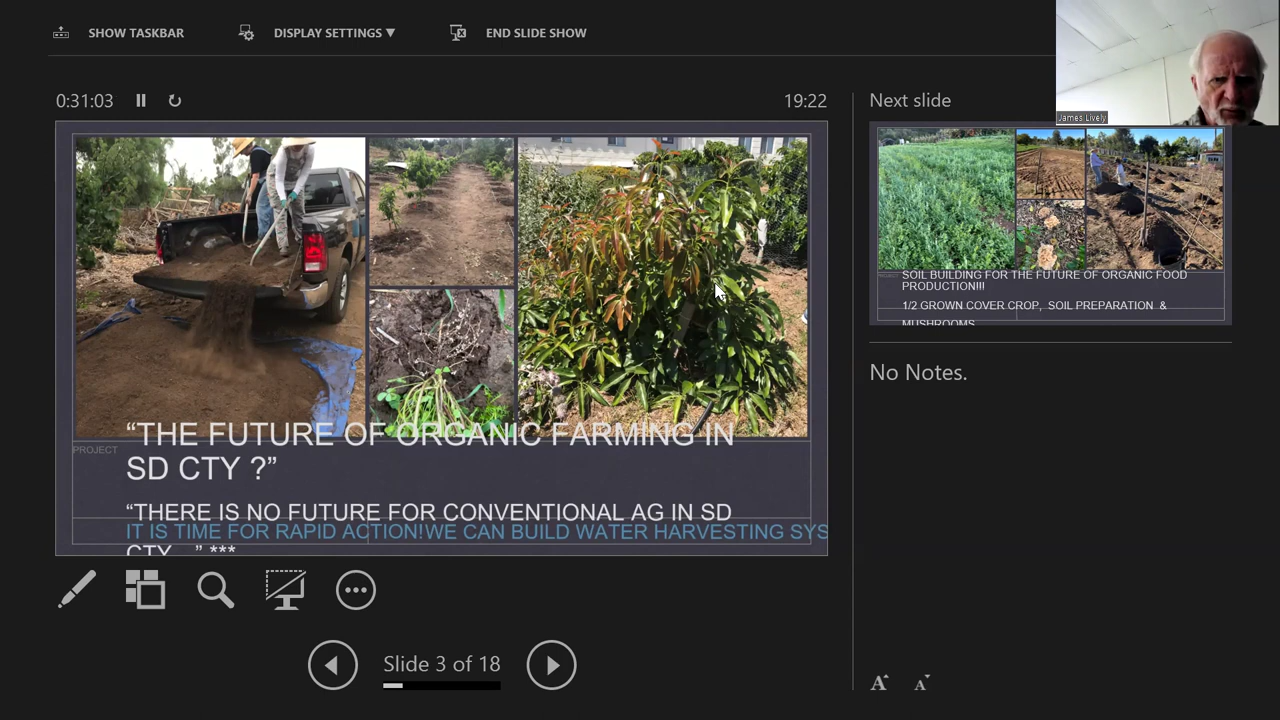 SHOW TASKBAR
DISPLAY SETTINGS ▼
END SLIDE SHOW
James Lively
0:31:03
19:22
Next slide
PROJECT
“THE FUTURE OF ORGANIC FARMING IN
SD CTY ?”
“THERE IS NO FUTURE FOR CONVENTIONAL AG IN SD
IT IS TIME FOR RAPID ACTION!WE CAN BUILD WATER HARVESTING SYS
CTY ” ***
SOIL BUILDING FOR THE FUTURE OF ORGANIC FOOD
PRODUCTION!!!
1/2 GROWN COVER CROP, SOIL PREPARATION &
MUSHROOMS
No Notes.
Slide 3 of 18
A A